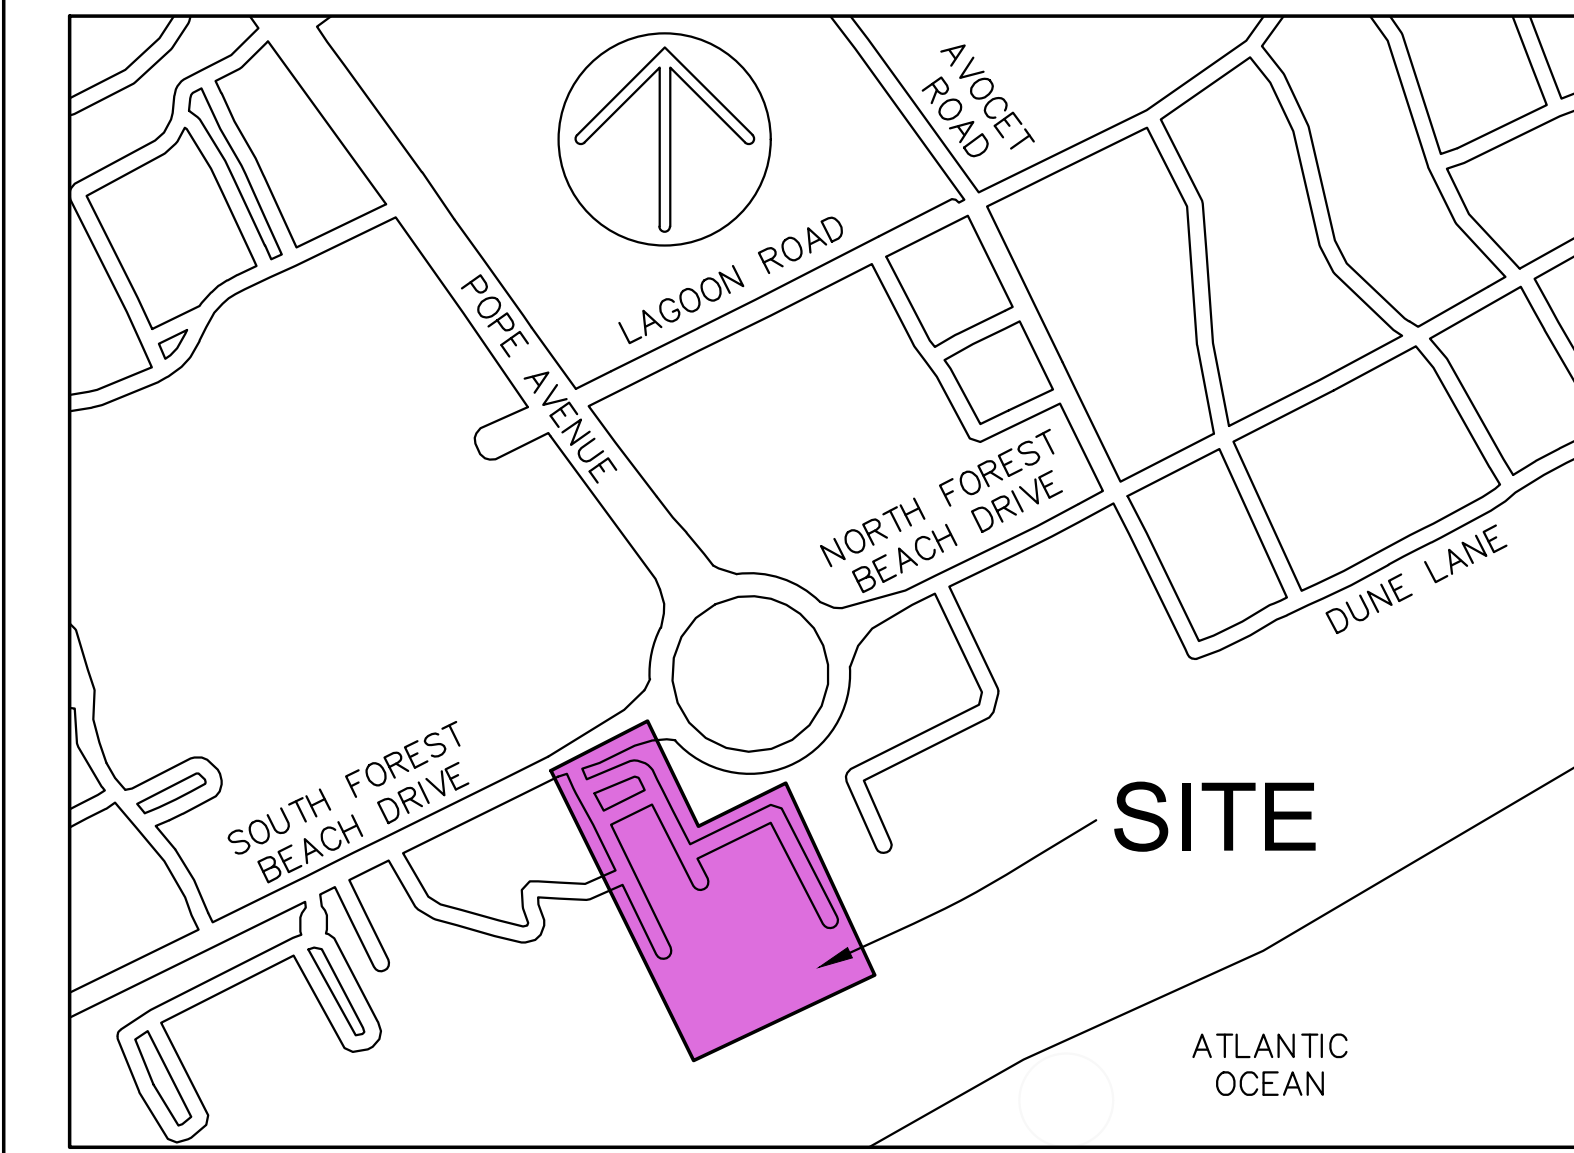 AVOCET
ROAD
LAGOON ROAD
POPE AVENUE
NORTH FOREST
BEACH DRIVE
DUNE LANE
SOUTH FOREST
BEACH DRIVE
SITE
ATLANTIC
OCEAN